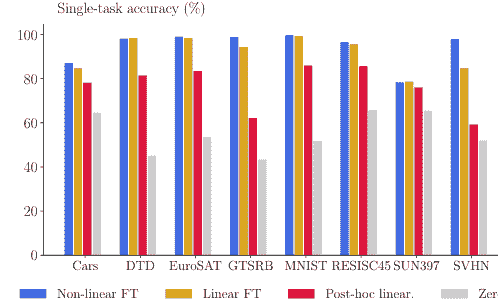 Single-task accuracy (%)
100
80
60
40
20
0
Cars DTD EuroSAT GTSRB MNIST RESISC45 SUN397 SVHN
Non-linear FT Linear FT Post-hoc linear. Zer